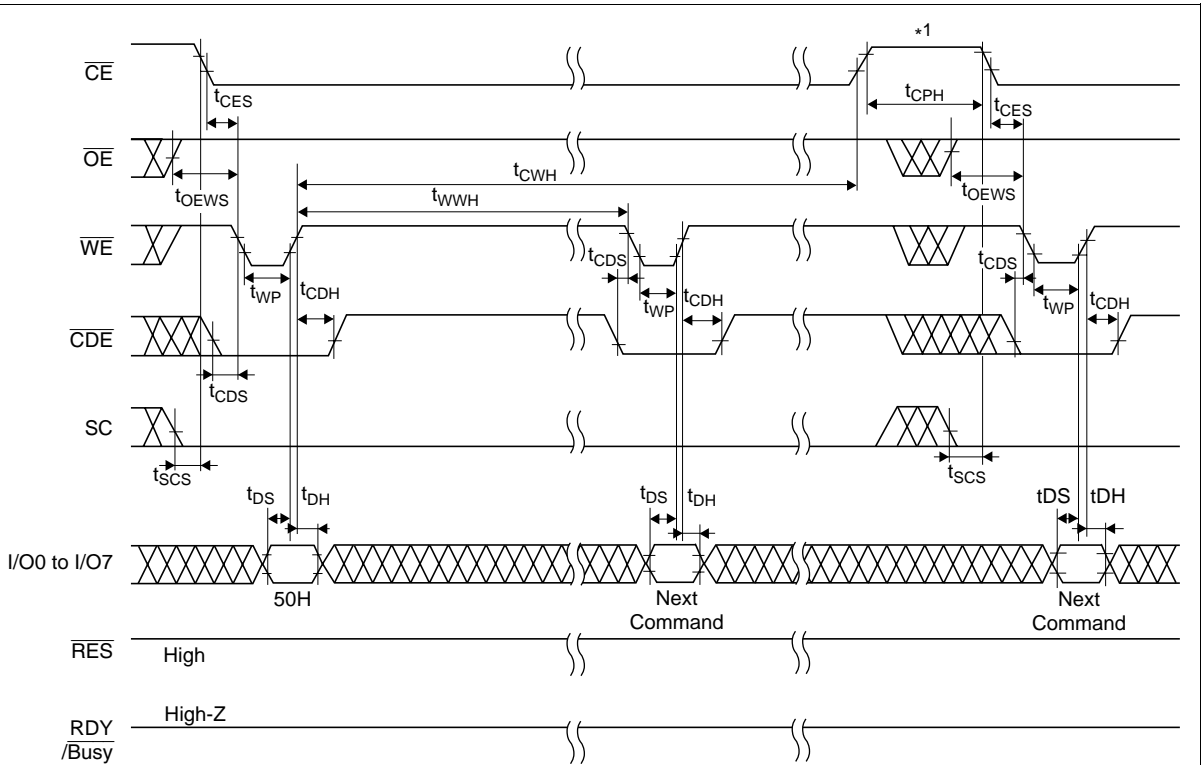 *1
CE
tCES
tCPH
tCES
OE
tOEWS
tCWH
tWWH
tOEWS
WE
tWP
tCDH
tCDS
tWP
tCDH
tCDS
tWP
tCDH
CDE
tCDS
SC
tSCS
tSCS
tDS
tDH
tDS
tDH
tDS
tDH
I/O0 to I/O7
50H
Next
Command
Next
Command
RES
High
RDY
/Busy
High-Z